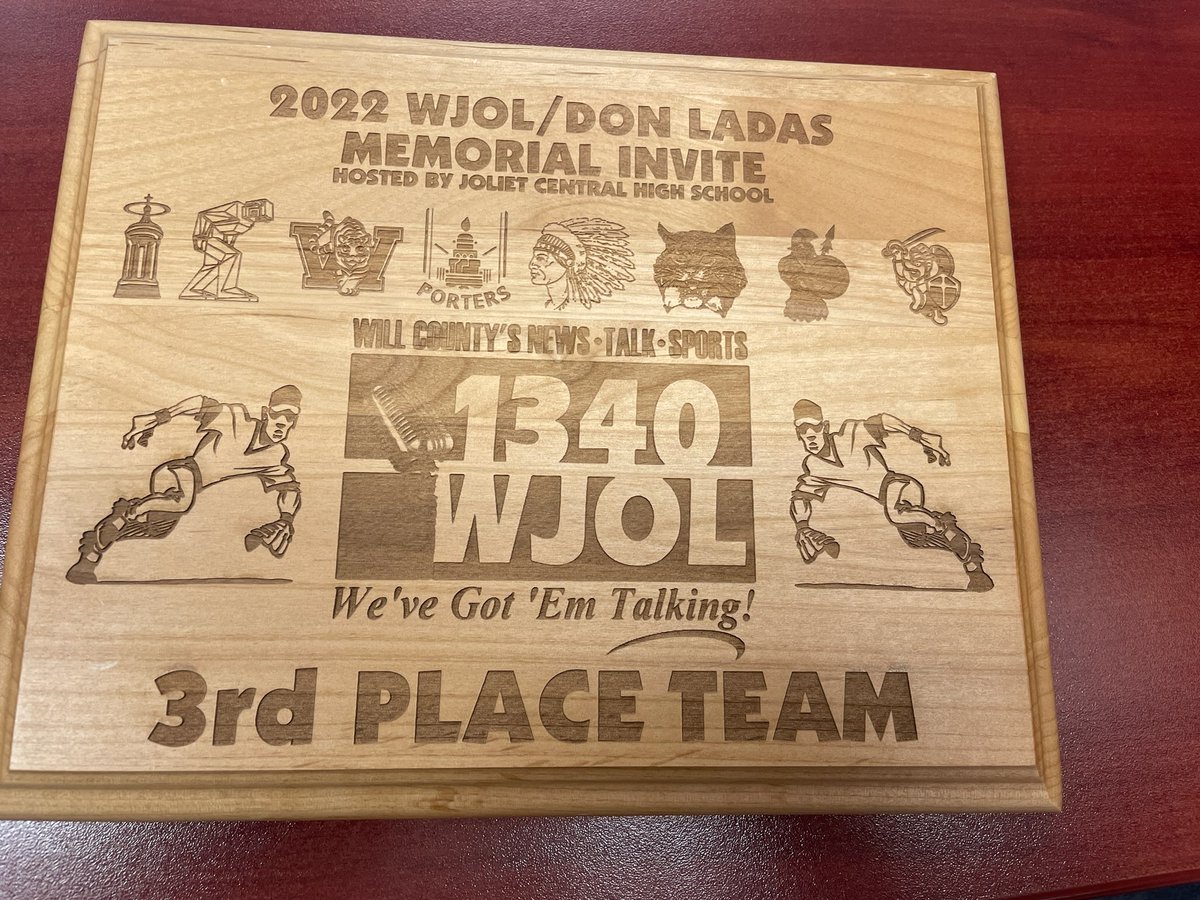 2022 WJOL/DON LADAS
MEMORIAL INVITE
HOSTED BY JOLIET CENTRAL HIGH SCHOOL
W
PORTERS
WILL COUNTY'S NEWS • TALK • SPORTS
1340
WJOL
We've Got 'Em Talking!
3rd PLACE TEAM